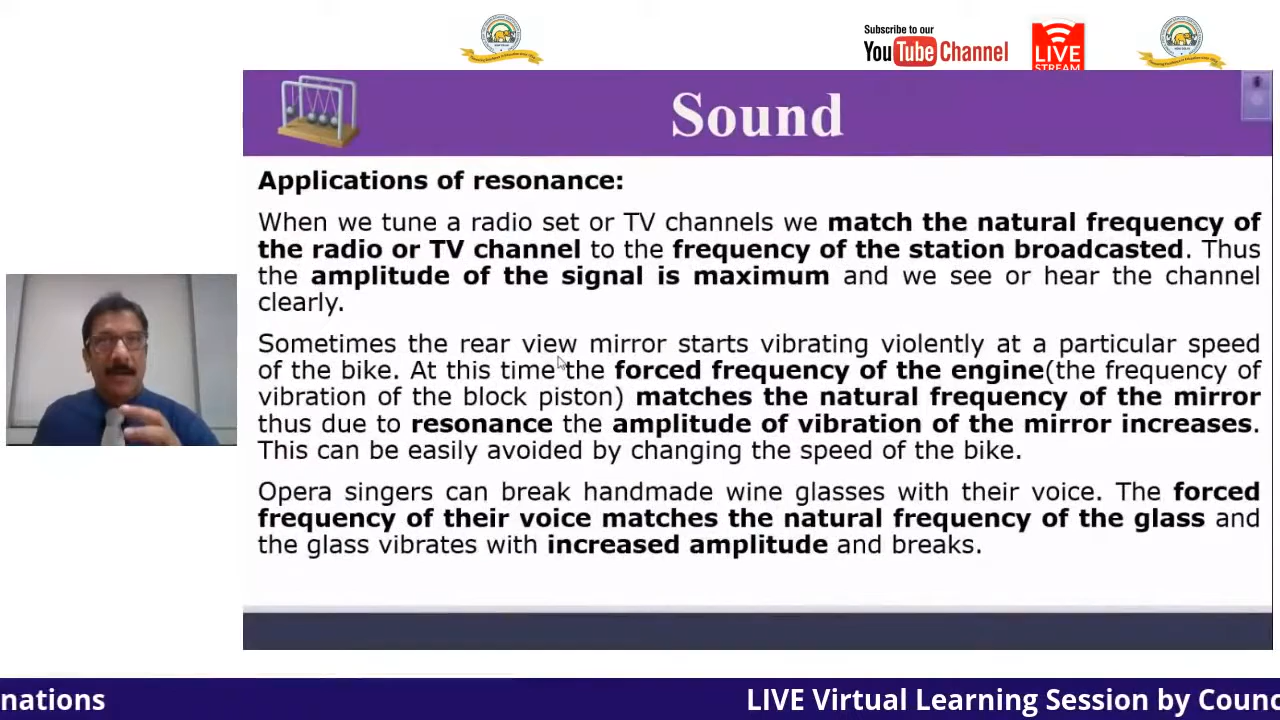 Subscribe to our
YouTube Channel
LIVE
STREAM
Sound
Applications of resonance:
When we tune a radio set or TV channels we match the natural frequency of
the radio or TV channel to the frequency of the station broadcasted. Thus
the amplitude of the signal is maximum and we see or hear the channel
clearly.
Sometimes the rear view mirror starts vibrating violently at a particular speed
of the bike. At this time the forced frequency of the engine(the frequency of
vibration of the block piston) matches the natural frequency of the mirror
thus due to resonance the amplitude of vibration of the mirror increases.
This can be easily avoided by changing the speed of the bike.
Opera singers can break handmade wine glasses with their voice. The forced
frequency of their voice matches the natural frequency of the glass and
the glass vibrates with increased amplitude and breaks.
nations LIVE Virtual Learning Session by Counc